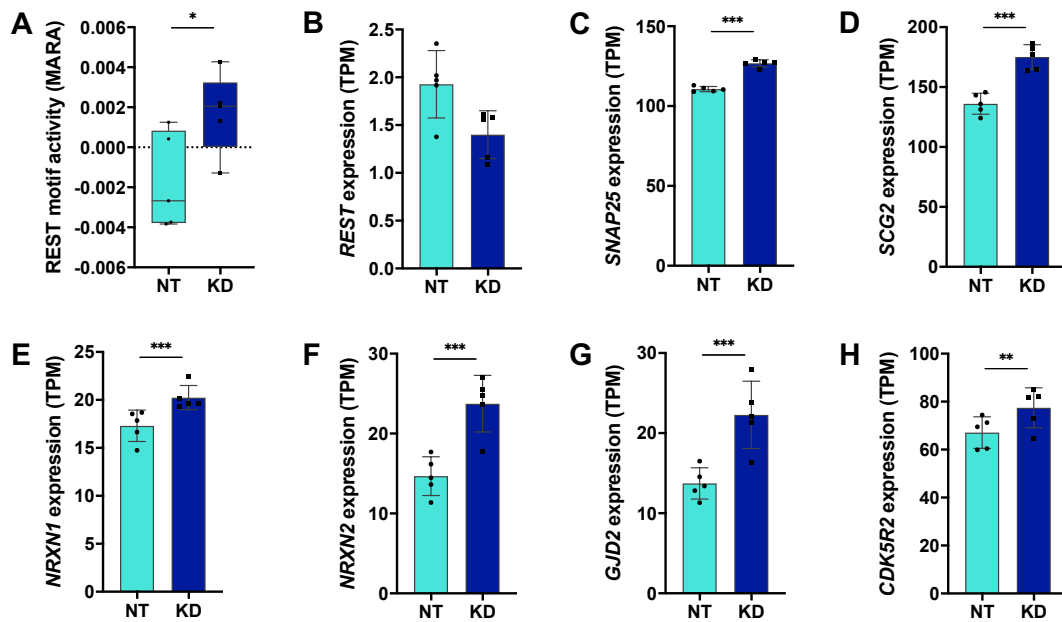 A
REST motif activity (MARA)
0.006
0.004
0.002
0.000
-0.002
-0.004
-0.006
*
NT KD
B
REST expression (TPM)
2.5
2.0
1.5
1.0
0.5
0.0
NT KD
C
SNAP25 expression (TPM)
150
100
50
0
***
NT KD
D
SCG2 expression (TPM)
200
150
100
50
0
***
NT KD
E
NRXN1 expression (TPM)
25
20
15
10
5
0
***
NT KD
F
NRXN2 expression (TPM)
30
20
10
0
***
NT KD
G
GJD2 expression (TPM)
30
20
10
0
***
NT KD
H
CDK5R2 expression (TPM)
100
80
60
40
20
0
**
NT KD